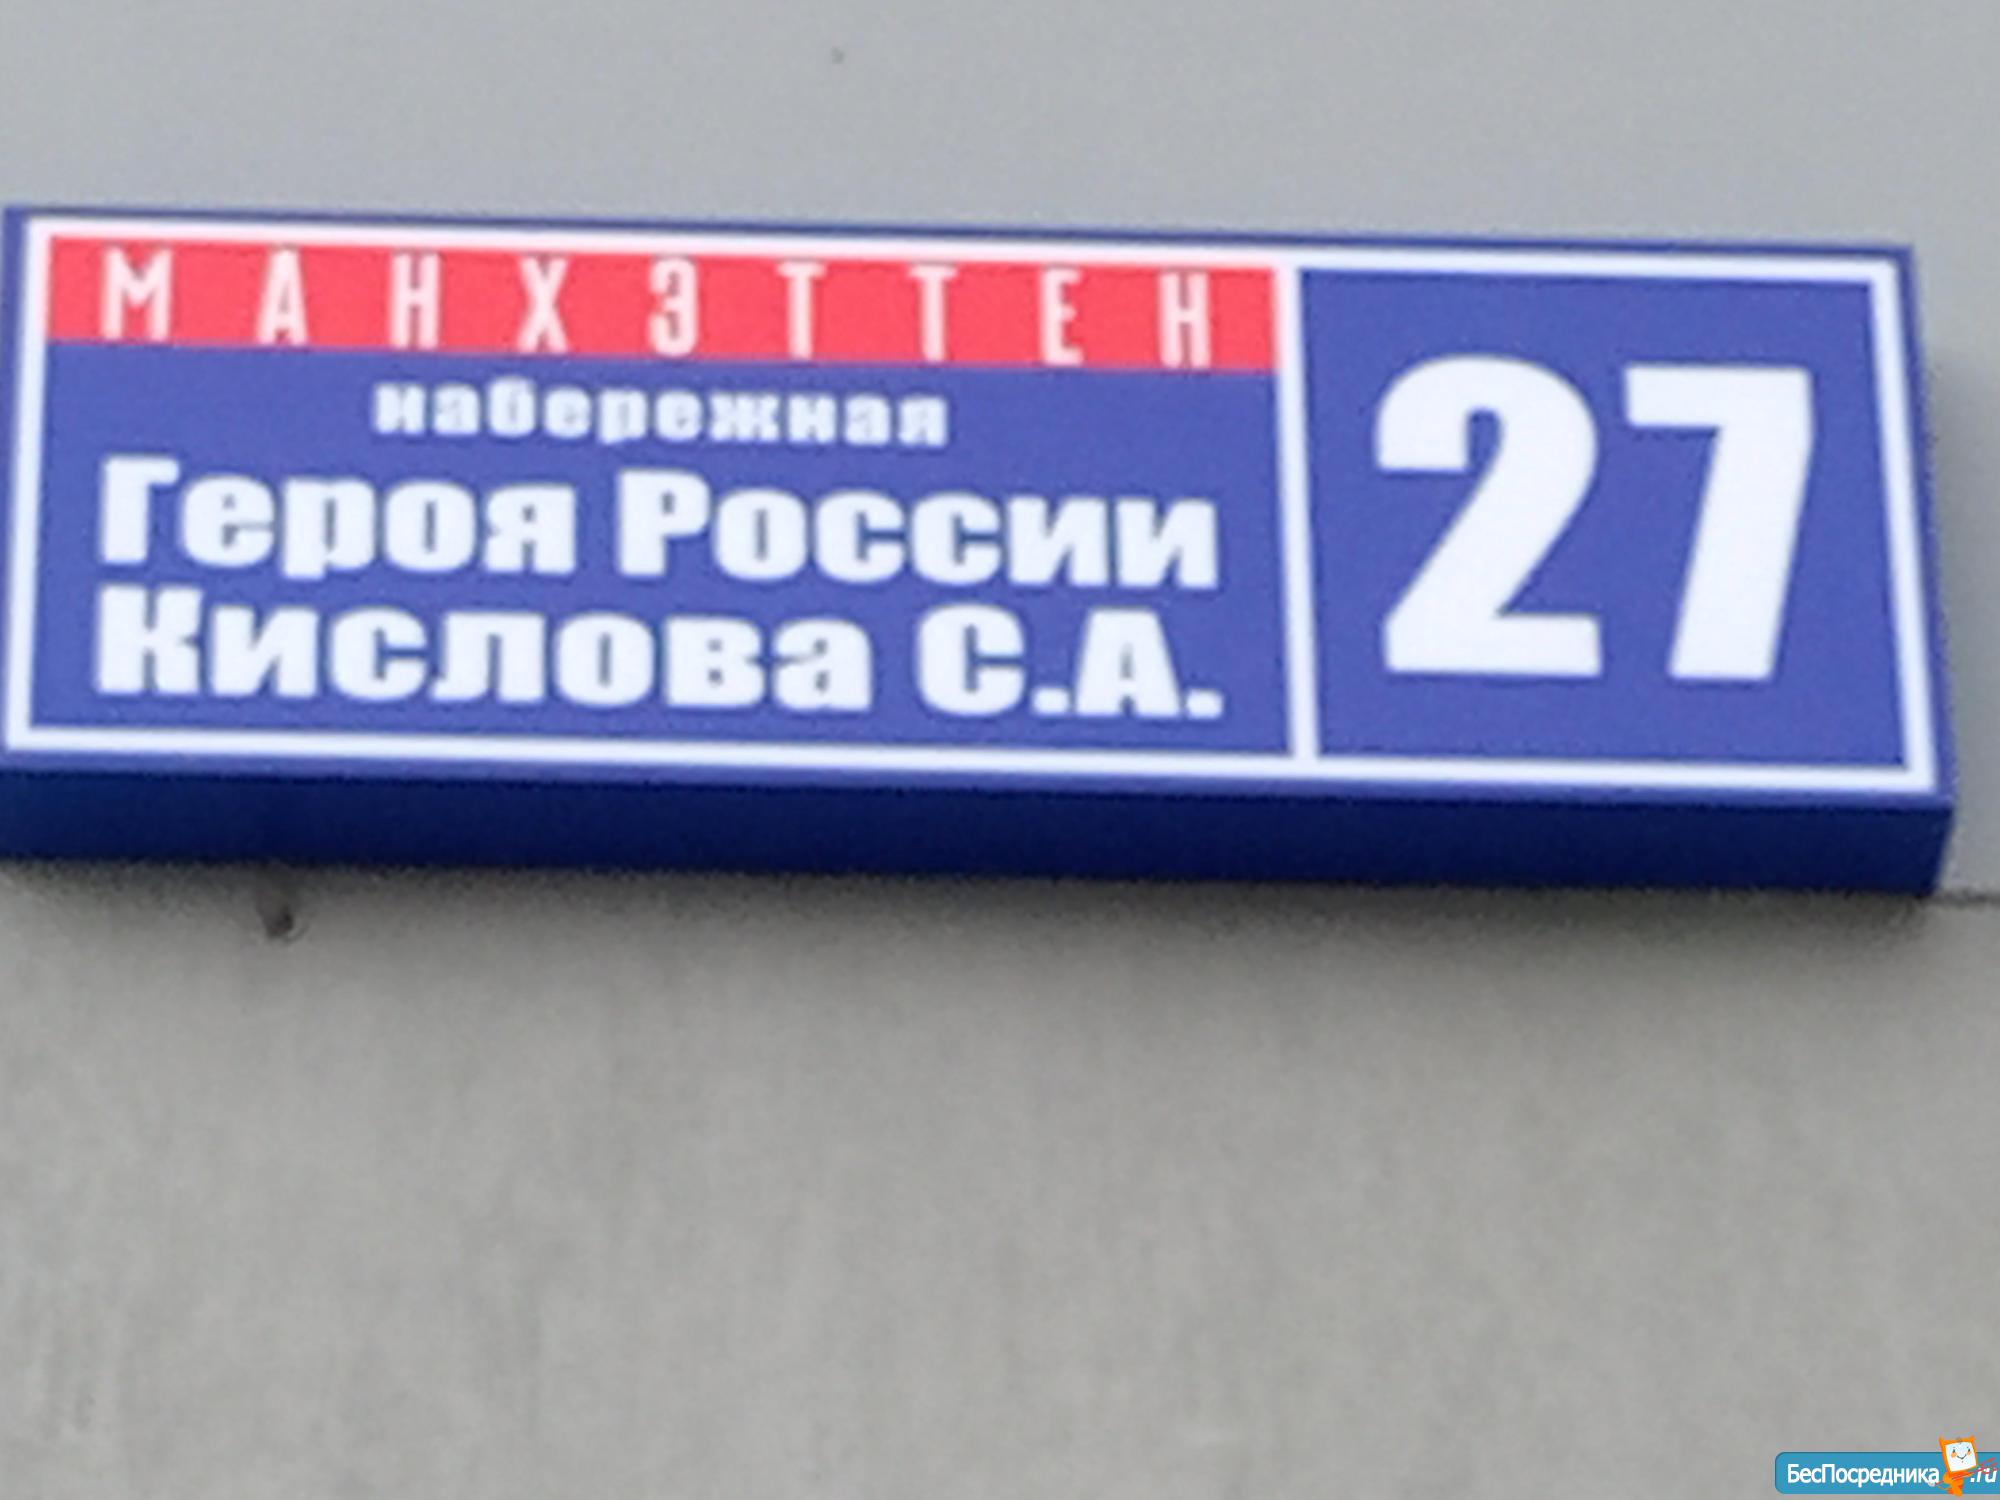 МАНХЭТТЕН
набережная
Героя России
Кислова С.А.
27
БесПосредника.ru